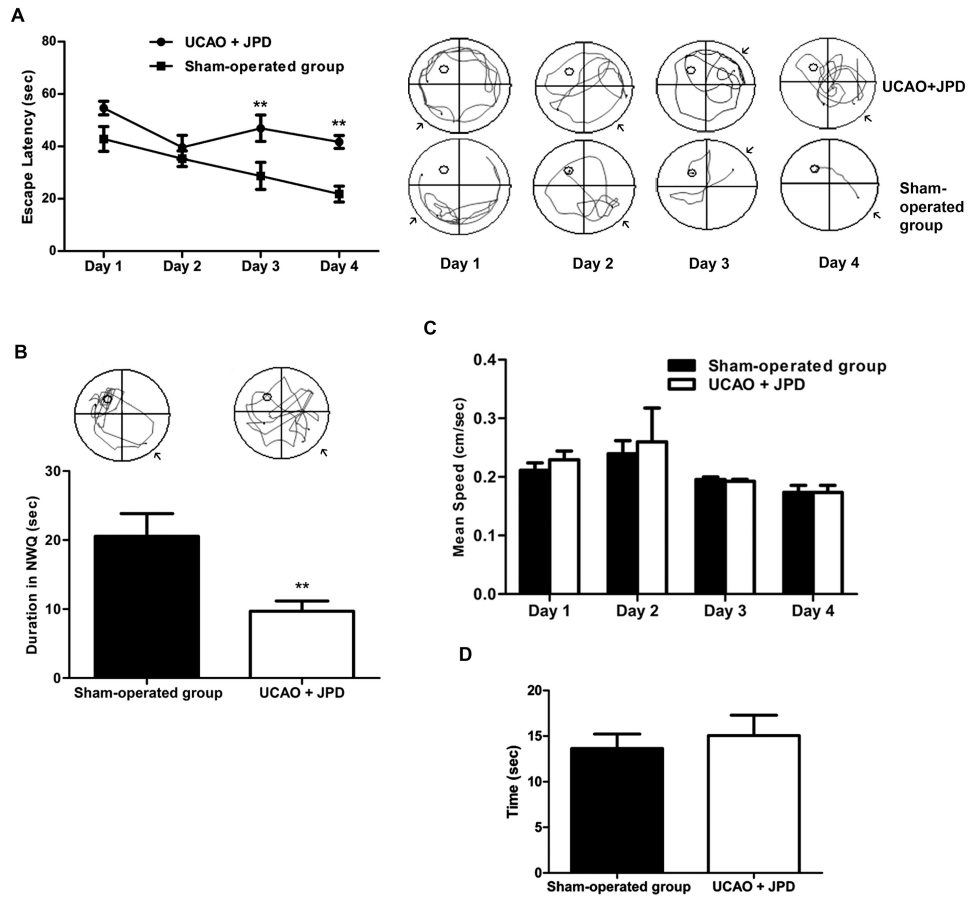 A
Escape Latency (sec)
80
60
40
20
0
UCAO + JPD
Sham-operated group
**
**
Day 1
Day 2
Day 3
Day 4
UCAO+JPD
Sham-
operated
group
Day 1
Day 2
Day 3
Day 4
B
Duration in NWQ (sec)
30
20
10
0
**
Sham-operated group
UCAO + JPD
C
Mean Speed (cm/sec)
0.4
0.3
0.2
0.1
0.0
Sham-operated group
UCAO + JPD
Day 1
Day 2
Day 3
Day 4
D
Time (sec)
20
15
10
5
0
Sham-operated group
UCAO + JPD